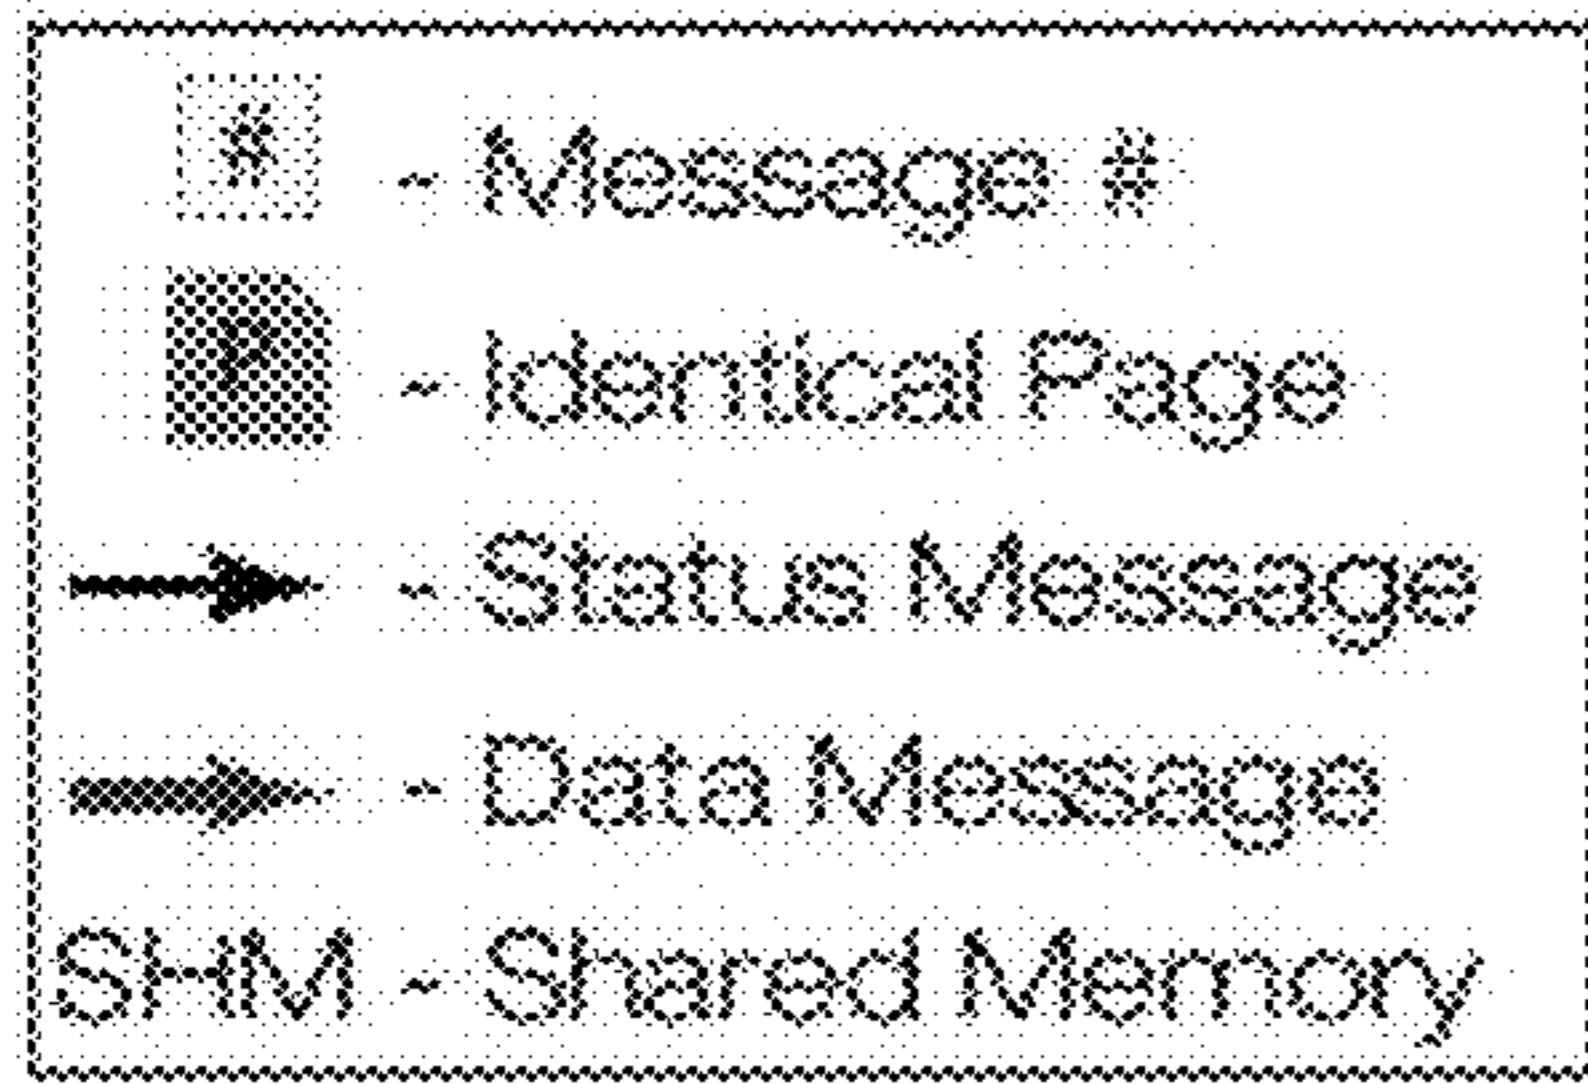 # - Message #
P - Identical Page
- Status Message
- Data Message
SHM - Shared Memory